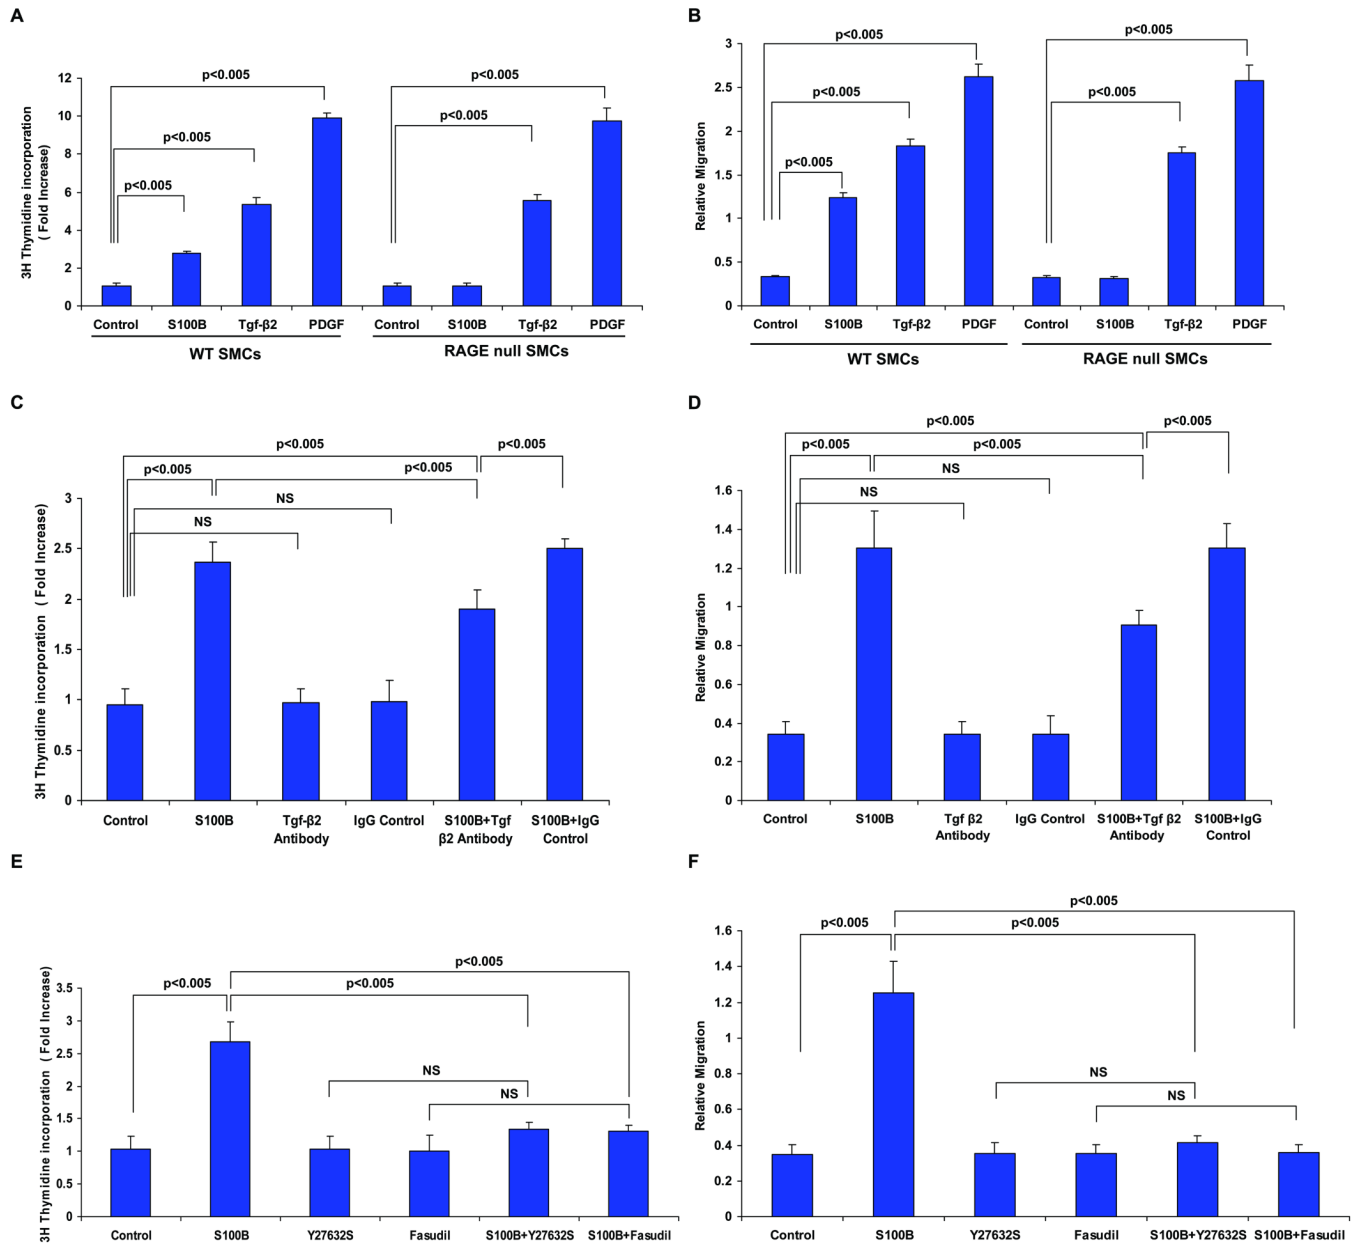 A
3H Thymidine incorporation
( Fold Increase)
12
10
8
6
4
2
0
p<0.005
p<0.005
p<0.005
p<0.005
p<0.005
Control S100B Tgf-β2 PDGF Control S100B Tgf-β2 PDGF
WT SMCs RAGE null SMCs
B
Relative Migration
3
2.5
2
1.5
1
0.5
0
p<0.005
p<0.005
p<0.005
p<0.005
p<0.005
Control S100B Tgf-β2 PDGF Control S100B Tgf-β2 PDGF
WT SMCs RAGE null SMCs
C
3H Thymidine incorporation ( Fold Increase)
3
2.5
2
1.5
1
0.5
0
p<0.005
p<0.005
p<0.005
p<0.005
NS
NS
Control S100B Tgf-β2 IgG Control S100B+Tgf S100B+IgG
Antibody β2 Antibody Control
D
Relative Migration
1.6
1.4
1.2
1
0.8
0.6
0.4
0.2
0
p<0.005
p<0.005
p<0.005
p<0.005
NS
NS
Control S100B Tgf β2 IgG Control S100B+Tgf β2 S100B+IgG
Antibody Antibody Control
E
3H Thymidine incorporation ( Fold Increase)
3.5
3
2.5
2
1.5
1
0.5
0
p<0.005
p<0.005
p<0.005
NS
NS
Control S100B Y27632S Fasudil S100B+Y27632S S100B+Fasudil
F
Relative Migration
1.6
1.4
1.2
1
0.8
0.6
0.4
0.2
0
p<0.005
p<0.005
p<0.005
NS
NS
Control S100B Y27632S Fasudil S100B+Y27632S S100B+Fasudil